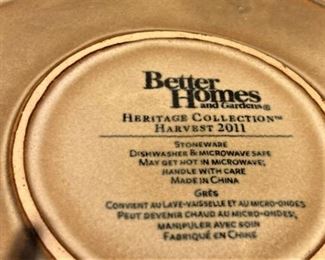 Better
Homes
and Gardens®
HERITAGE COLLECTION™
HARVEST 2011
STONEWARE
DISHWASHER & MICROWAVE SAFE
MAY GET HOT IN MICROWAVE;
HANDLE WITH CARE
MADE IN CHINA
GRÈS
CONVIENT AU LAVE-VAISSELLE ET AU MICRO-ONDES
PEUT DEVENIR CHAUD AU MICRO-ONDES;
MANIPULER AVEC SOIN
FABRIQUÉ EN CHINE